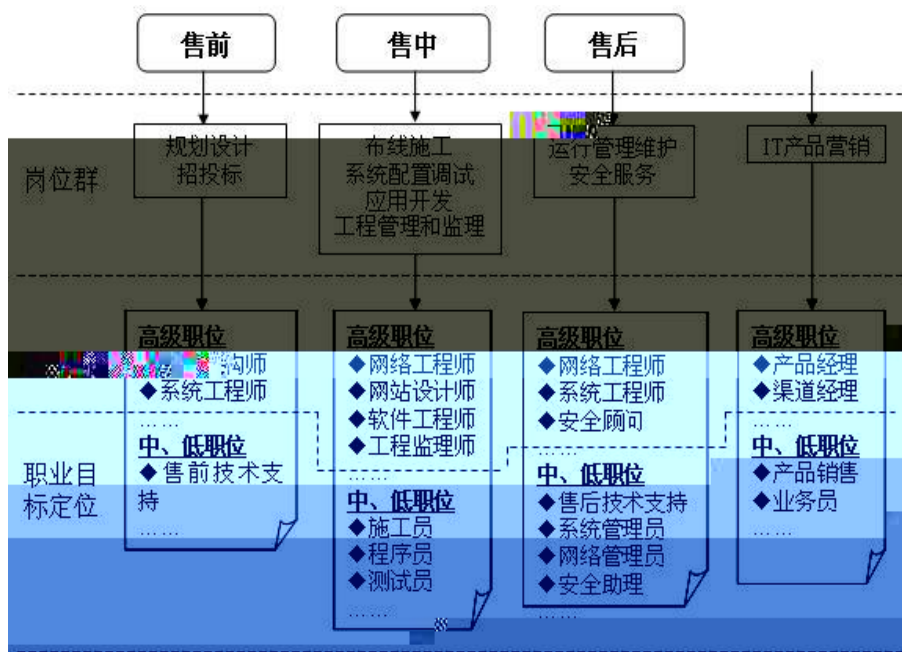 售前
售中
售后
岗位群
规划设计
招投标
布线施工
系统配置调试
应用开发
工程管理和监理
运行管理维护
安全服务
IT产品营销
职业目
标定位
高级职位
构师
◆系统工程师
……
中、低职位
◆售前技术支
持
……
高级职位
◆网络工程师
◆网站设计师
◆软件工程师
◆工程监理师
……
中、低职位
◆施工员
◆程序员
◆测试员
……
高级职位
◆网络工程师
◆系统工程师
◆安全顾问
……
中、低职位
◆售后技术支持
◆系统管理员
◆网络管理员
◆安全助理
……
高级职位
◆产品经理
◆渠道经理
……
中、低职位
◆产品销售
◆业务员
……